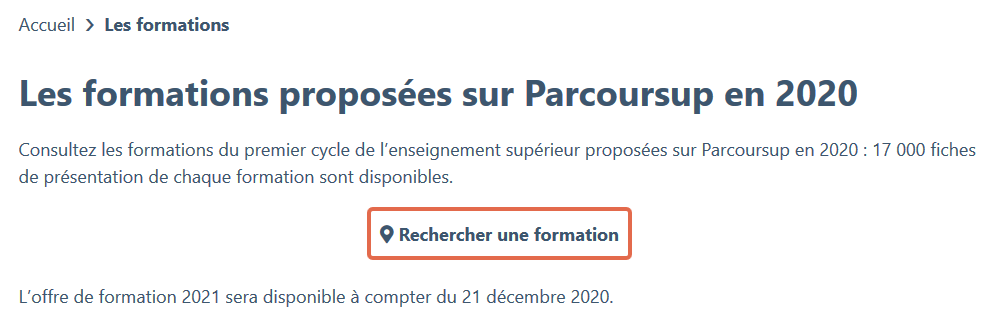 Accueil > Les formations
Les formations proposées sur Parcoursup en 2020
Consultez les formations du premier cycle de l’enseignement supérieur proposées sur Parcoursup en 2020 : 17 000 fiches
de présentation de chaque formation sont disponibles.
Rechercher une formation
L’offre de formation 2021 sera disponible à compter du 21 décembre 2020.